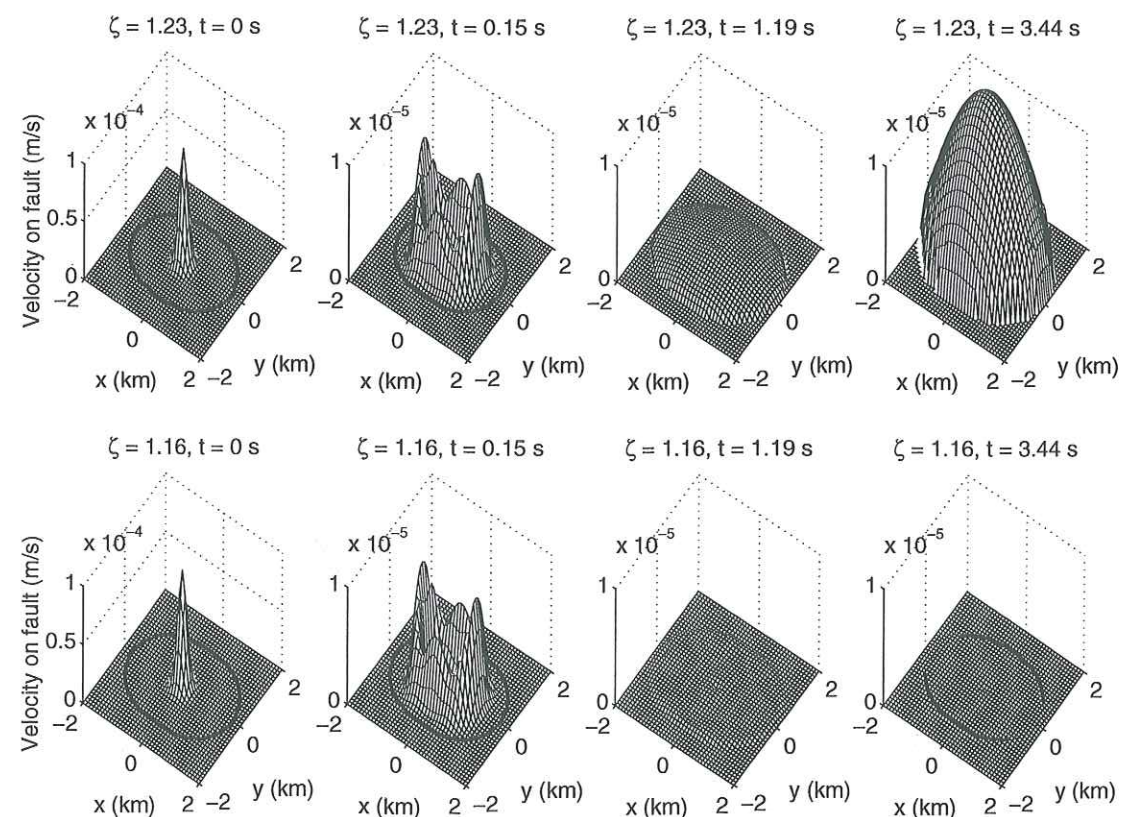 ζ = 1.23, t = 0 s
ζ = 1.23, t = 0.15 s
ζ = 1.23, t = 1.19 s
ζ = 1.23, t = 3.44 s
Velocity on fault (m/s)
x 10⁻⁴
1
0.5
0
−2
0
2
−2
0
2
x (km)
y (km)
x 10⁻⁵
1
0
−2
0
2
−2
0
2
x (km)
y (km)
x 10⁻⁵
1
0
−2
0
2
−2
0
2
x (km)
y (km)
x 10⁻⁵
1
0
−2
0
2
−2
0
2
x (km)
y (km)
ζ = 1.16, t = 0 s
ζ = 1.16, t = 0.15 s
ζ = 1.16, t = 1.19 s
ζ = 1.16, t = 3.44 s
Velocity on fault (m/s)
x 10⁻⁴
1
0.5
0
−2
0
2
−2
0
2
x (km)
y (km)
x 10⁻⁵
1
0
−2
0
2
−2
0
2
x (km)
y (km)
x 10⁻⁵
1
0
−2
0
2
−2
0
2
x (km)
y (km)
x 10⁻⁵
1
0
−2
0
2
−2
0
2
x (km)
y (km)